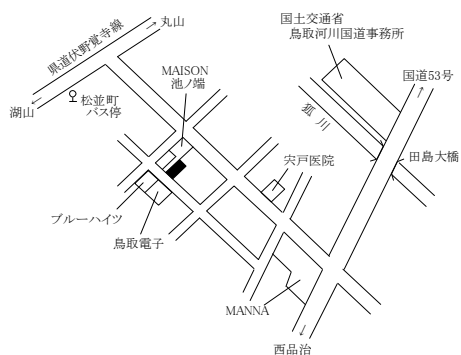 国土交通省
鳥取河川国道事務所
丸山
県道伏野覚寺線
国道53号
MAISON
池ノ端
湖山
松並町
バス停
狐川
田島大橋
宍戸医院
ブルーハイツ
鳥取電子
MANNA
西品治